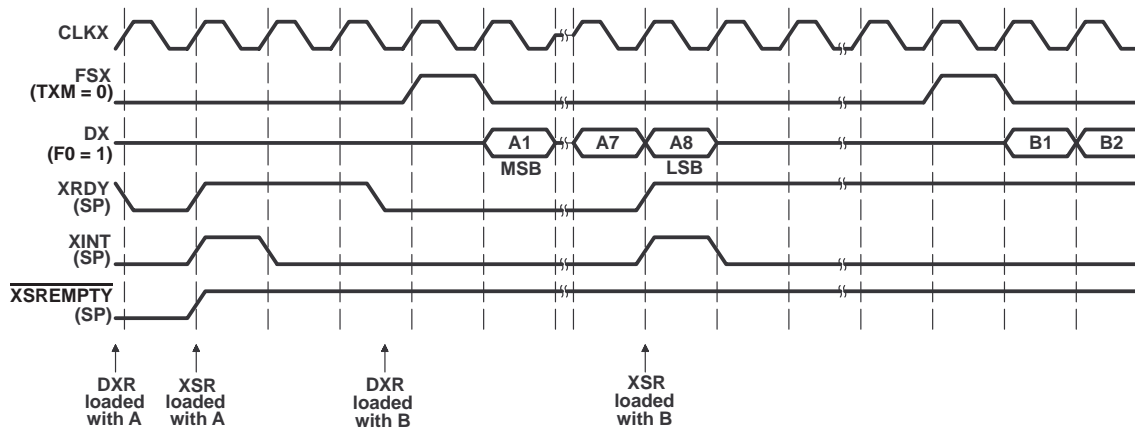 CLKX
FSX
(TXM = 0)
DX
(F0 = 1)
A1
A7
A8
B1
B2
MSB
LSB
XRDY
(SP)
XINT
(SP)
XSREMPTY
(SP)
DXR
loaded
with A
XSR
loaded
with A
DXR
loaded
with B
XSR
loaded
with B